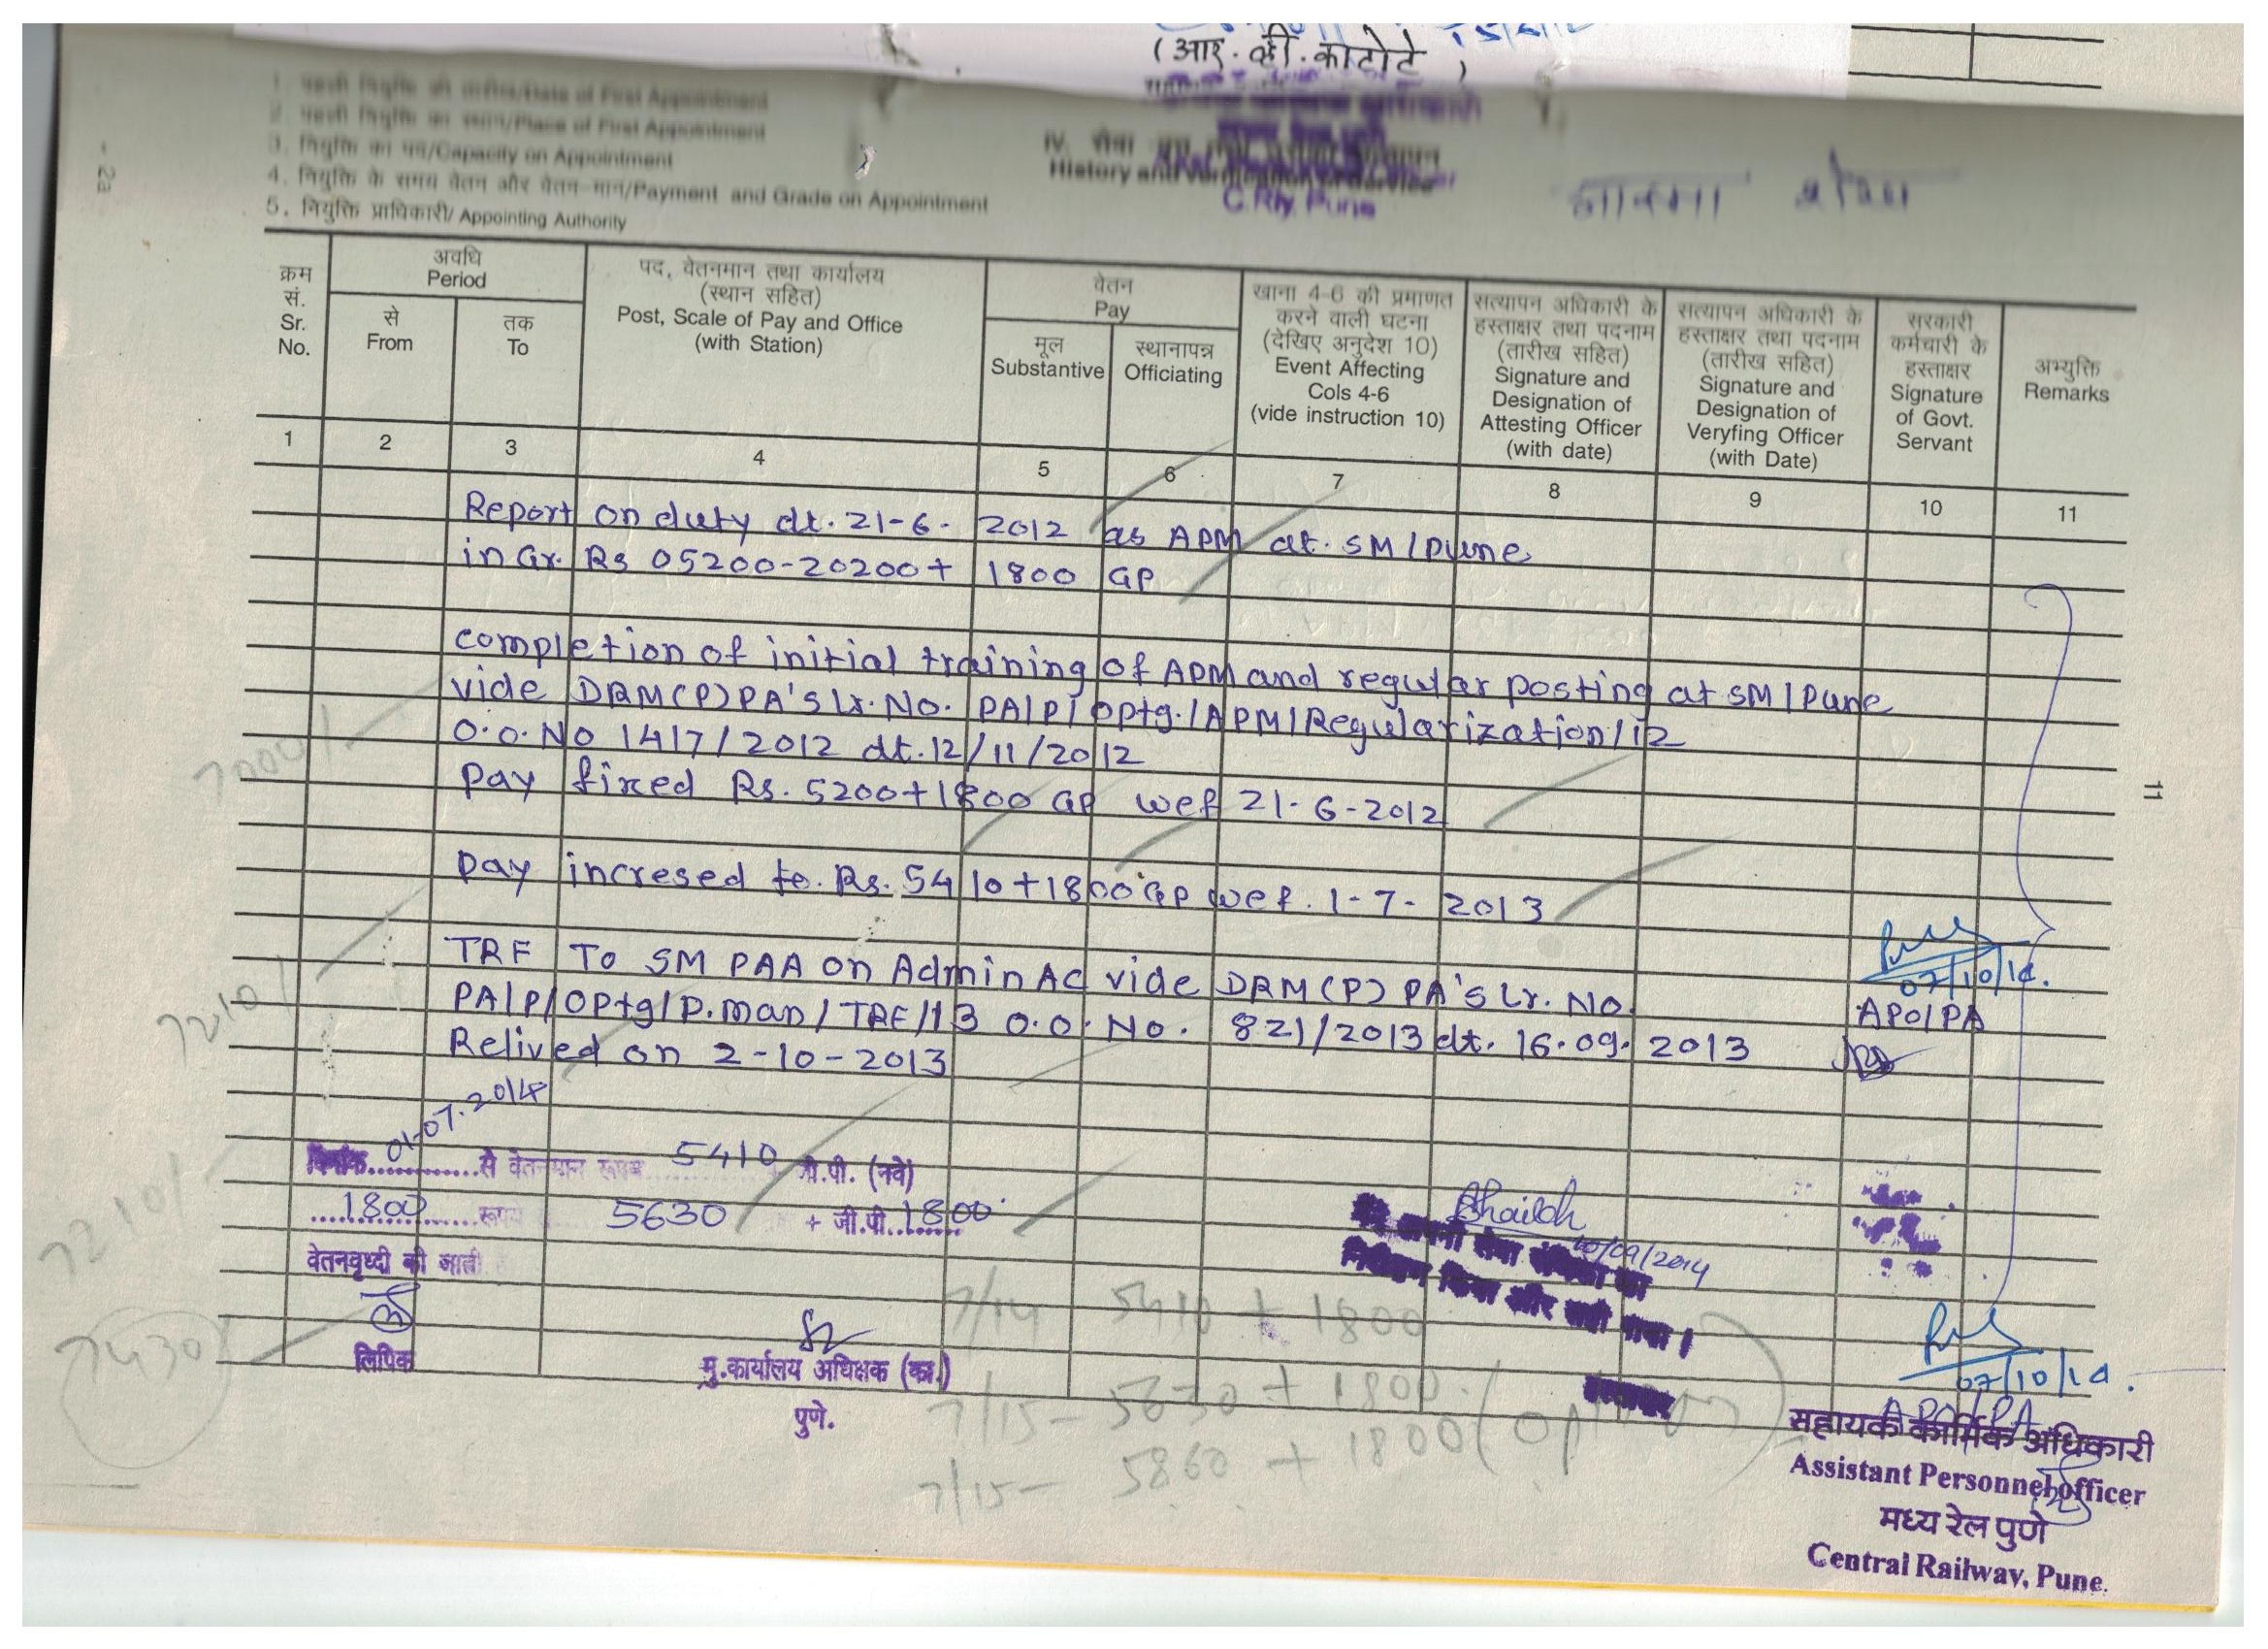 (आर. व्ही. काटोटे)
1. पहली नियुक्ति की तारीख/Date of First Appointment
2. पहली नियुक्ति का स्थान/Place of First Appointment
3. नियुक्ति का पद/Capacity on Appointment
4. नियुक्ति के समय वेतन और वेतन-मान/Payment and Grade on Appointment
5. नियुक्ति प्राधिकारी/ Appointing Authority
2a
IV. सेवा
History and Verification of Service
C.Rly. Pune
क्रम सं. Sr. No.
अवधि Period
से From
तक To
पद, वेतनमान तथा कार्यालय (स्थान सहित) Post, Scale of Pay and Office (with Station)
वेतन Pay
मूल Substantive
स्थानापन्न Officiating
खाना 4-6 की प्रमाणत करने वाली घटना (देखिए अनुदेश 10) Event Affecting Cols 4-6 (vide instruction 10)
सत्यापन अधिकारी के हस्ताक्षर तथा पदनाम (तारीख सहित) Signature and Designation of Attesting Officer (with date)
सत्यापन अधिकारी के हस्ताक्षर तथा पदनाम (तारीख सहित) Signature and Designation of Veryfing Officer (with Date)
सरकारी कर्मचारी के हस्ताक्षर Signature of Govt. Servant
अभ्युक्ति Remarks
1 2 3 4 5 6 7 8 9 10 11
Report on duty dt. 21-6-2012 as APM at. SM/Pune
in Gr. Rs 05200-20200+1800 GP
completion of initial training of APM and regular posting at SM/Pune
vide DRM(P)PA's Lr. No. PA/P/Optg./APM/Regularization/12
O.O. No 1417/2012 dt. 12/11/2012
7000/-
Pay fixed Rs. 5200+1800 GP wef 21-6-2012
11
Pay incresed to. Rs. 5410+1800 GP wef. 1-7-2013
07/10/14.
TRF To SM PAA on Admin AC vide DRM(P) PA's Lr. No.
APO/PA
7210/-
PA/P/Optg/P.man/TRF/13 O.O. No. 821/2013 dt. 16.09.2013
Relived on 2-10-2013
दिनांक 01-07-2014 से वेतनमान रूपये 5410 जी.पी. (नवे)
7210/-
1800 रूपये 5630 + जी.पी. 1800
वेतनवृध्दी की जाती
Shaikh
10/09/2014
निरीक्षण किया और सही पाया।
7/14 5410 + 1800
7430/
लिपिक
मु.कार्यालय अधिक्षक (का.)
पुणे.
7/15 - 5630 + 1800.
7/15 - 5860 + 1800 (option)
07/10/14.
APO/PA
सहायक कार्मिक अधिकारी
Assistant Personnel officer
मध्य रेल पुणे
Central Railway, Pune.